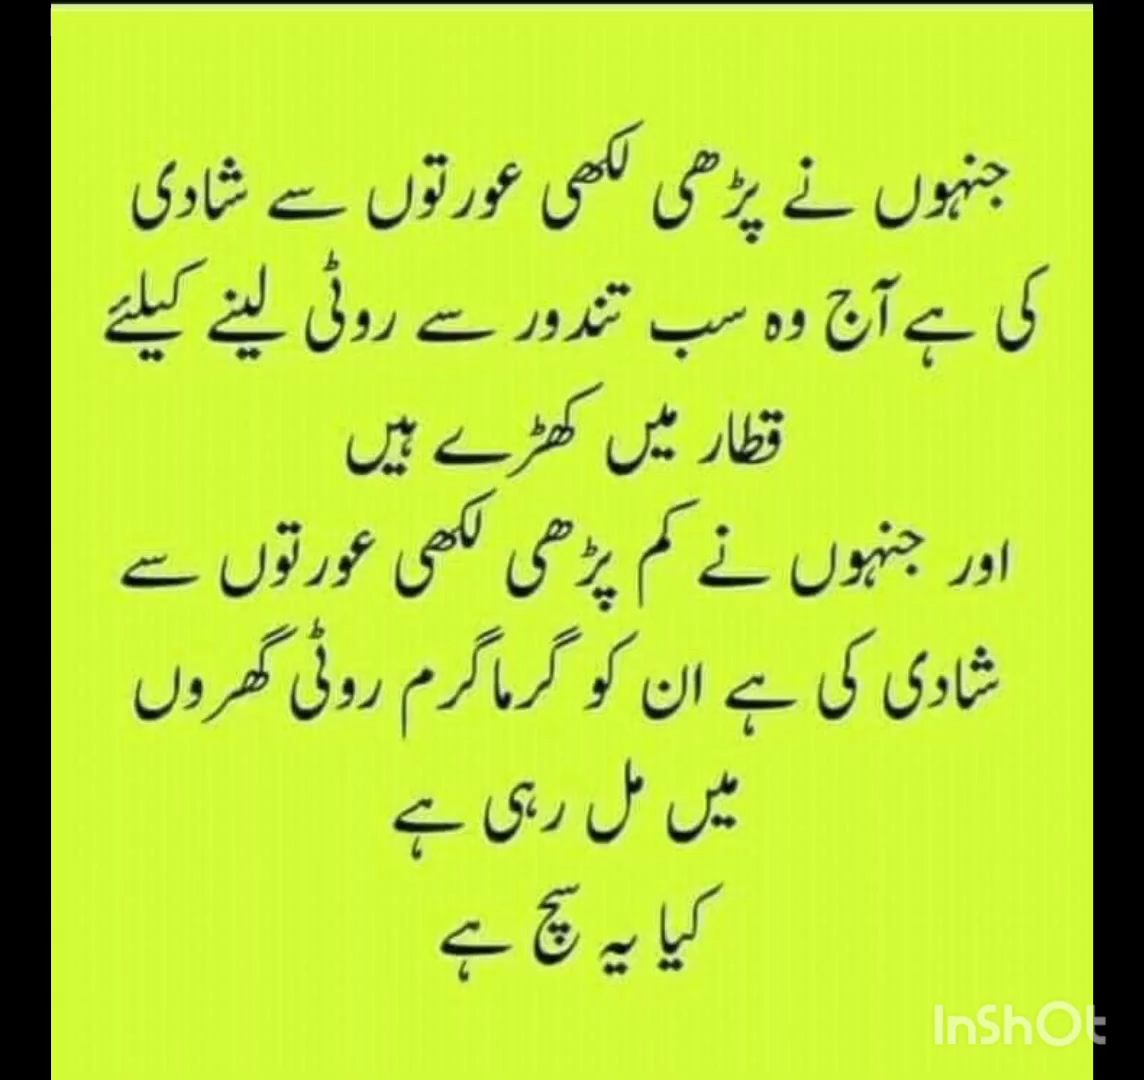 جنہوں نے پڑھی لکھی عورتوں سے شادی
کی ہے آج وہ سب تندور سے روٹی لینے کیلئے
قطار میں کھڑے ہیں
اور جنہوں نے کم پڑھی لکھی عورتوں سے
شادی کی ہے ان کو گرماگرم روٹی گھروں
میں مل رہی ہے
کیا یہ سچ ہے
InShOt